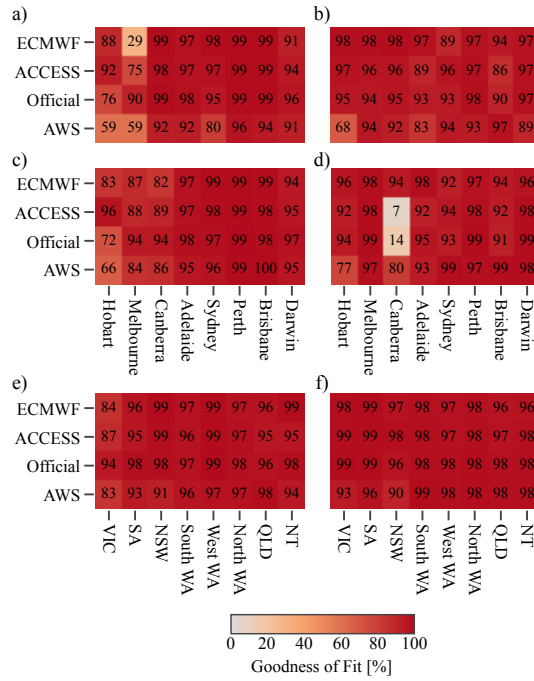 a) b)
ECMWF 88 29 99 97 98 99 99 91 98 98 98 97 89 97 94 97
ACCESS 92 75 98 97 97 99 99 94 97 96 96 89 96 97 86 97
Official 76 90 99 98 95 99 99 96 95 94 95 93 93 98 90 97
AWS 59 59 92 92 80 96 94 91 68 94 92 83 94 93 97 89
c) d)
ECMWF 83 87 82 97 99 99 99 94 96 98 94 98 92 97 94 96
ACCESS 96 88 89 97 98 99 98 95 92 98 7 92 94 98 92 98
Official 72 94 94 98 97 99 98 97 94 99 14 95 93 99 91 99
AWS 66 84 86 95 96 99 100 95 77 97 80 93 99 97 99 98
Hobart Melbourne Canberra Adelaide Sydney Perth Brisbane Darwin Hobart Melbourne Canberra Adelaide Sydney Perth Brisbane Darwin
e) f)
ECMWF 84 96 99 97 99 97 96 99 98 99 97 98 97 98 96 96
ACCESS 87 95 99 96 99 97 95 95 99 99 98 98 97 98 97 98
Official 94 98 98 97 99 98 96 98 99 99 96 98 98 98 98 98
AWS 83 93 91 96 97 97 98 94 93 96 90 99 98 98 98 98
VIC SA NSW South WA West WA North WA QLD NT VIC SA NSW South WA West WA North WA QLD NT
0 20 40 60 80 100
Goodness of Fit [%]